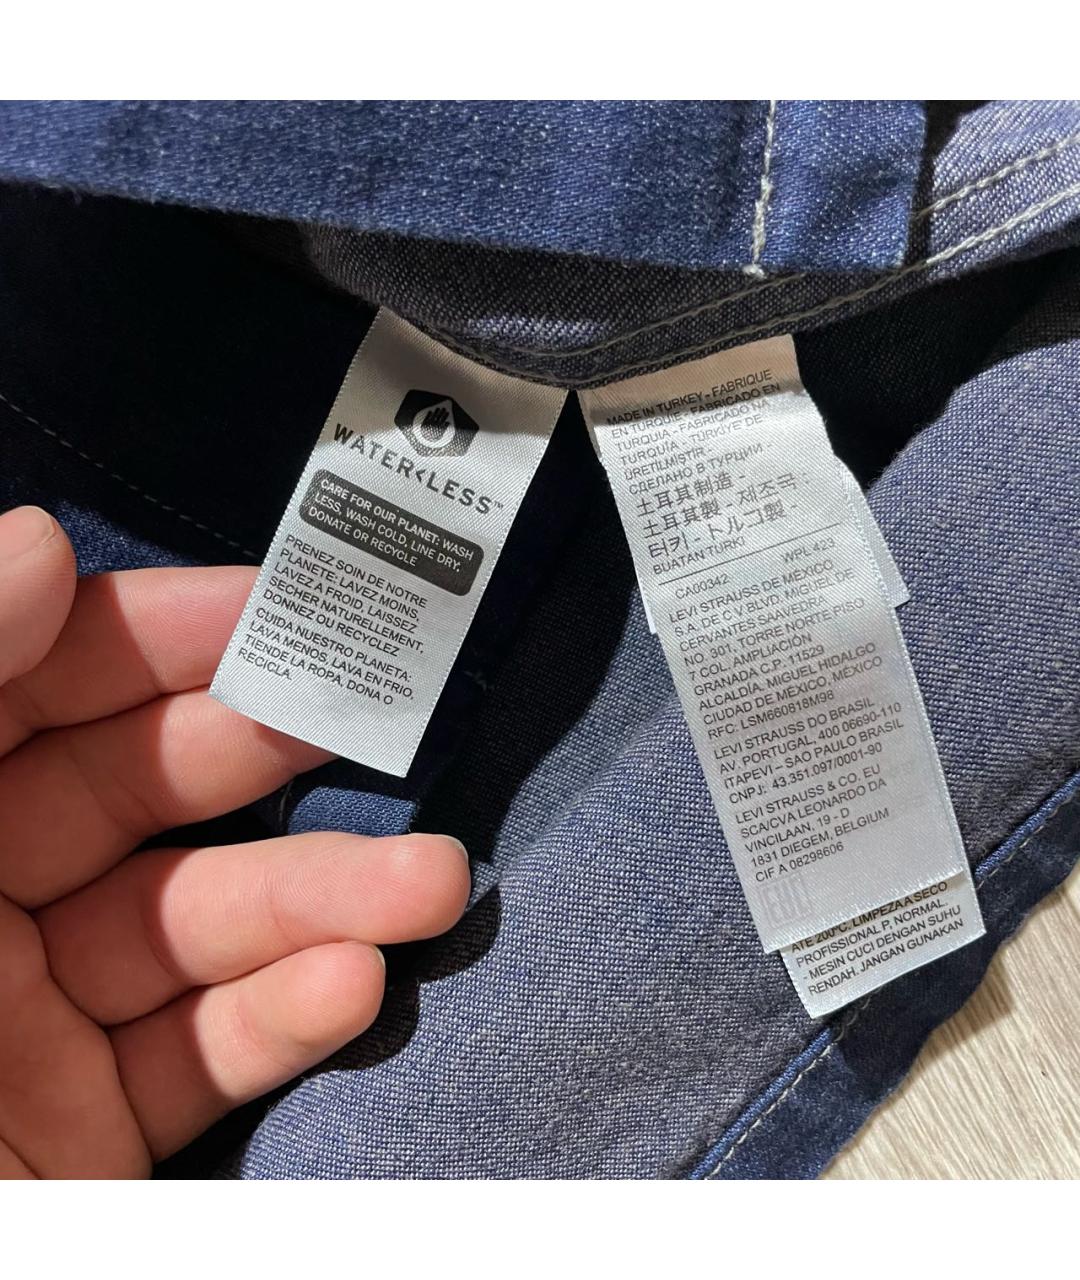 WATER<LESS™
CARE FOR OUR PLANET: WASH
LESS, WASH COLD, LINE DRY,
DONATE OR RECYCLE
PRENEZ SOIN DE NOTRE
PLANÈTE: LAVEZ MOINS,
LAVEZ À FROID, LAISSEZ
SÉCHER NATURELLEMENT,
DONNEZ OU RECYCLEZ
CUIDA NUESTRO PLANETA:
LAVA MENOS, LAVA EN FRIO,
TIENDE LA ROPA, DONA O
RECICLA.
MADE IN TURKEY - FABRIQUE
EN TURQUIE - FABRICADO EN
TURQUIA - FABRICADO NA
TURQUIA - TÜRKİYE'DE
ÜRETİLMİŞTİR -
СДЕЛАНО В ТУРЦИИ -
土耳其制造 -
土耳其製 - 제조국 :
터키 - トルコ製 -
BUATAN TURKI
CA00342 WPL 423
LEVI STRAUSS DE MEXICO
S.A. DE C.V BLVD. MIGUEL DE
CERVANTES SAAVEDRA
NO. 301, TORRE NORTE PISO
7 COL. AMPLIACIÓN
GRANADA C.P. 11529
ALCALDÍA. MIGUEL HIDALGO
CIUDAD DE MÉXICO, MÉXICO
RFC: LSM660818M98
LEVI STRAUSS DO BRASIL
AV. PORTUGAL, 400 06690-110
ITAPEVI – SAO PAULO BRASIL
CNPJ: 43.351.097/0001-90
LEVI STRAUSS & CO. EU
SCA/CVA LEONARDO DA
VINCILAAN, 19 - D
1831 DIEGEM, BELGIUM
CIF A 08298606
EAC
ATÉ 200°C. LIMPEZA A SECO
PROFISSIONAL P, NORMAL.
- MESIN CUCI DENGAN SUHU
RENDAH. JANGAN GUNAKAN